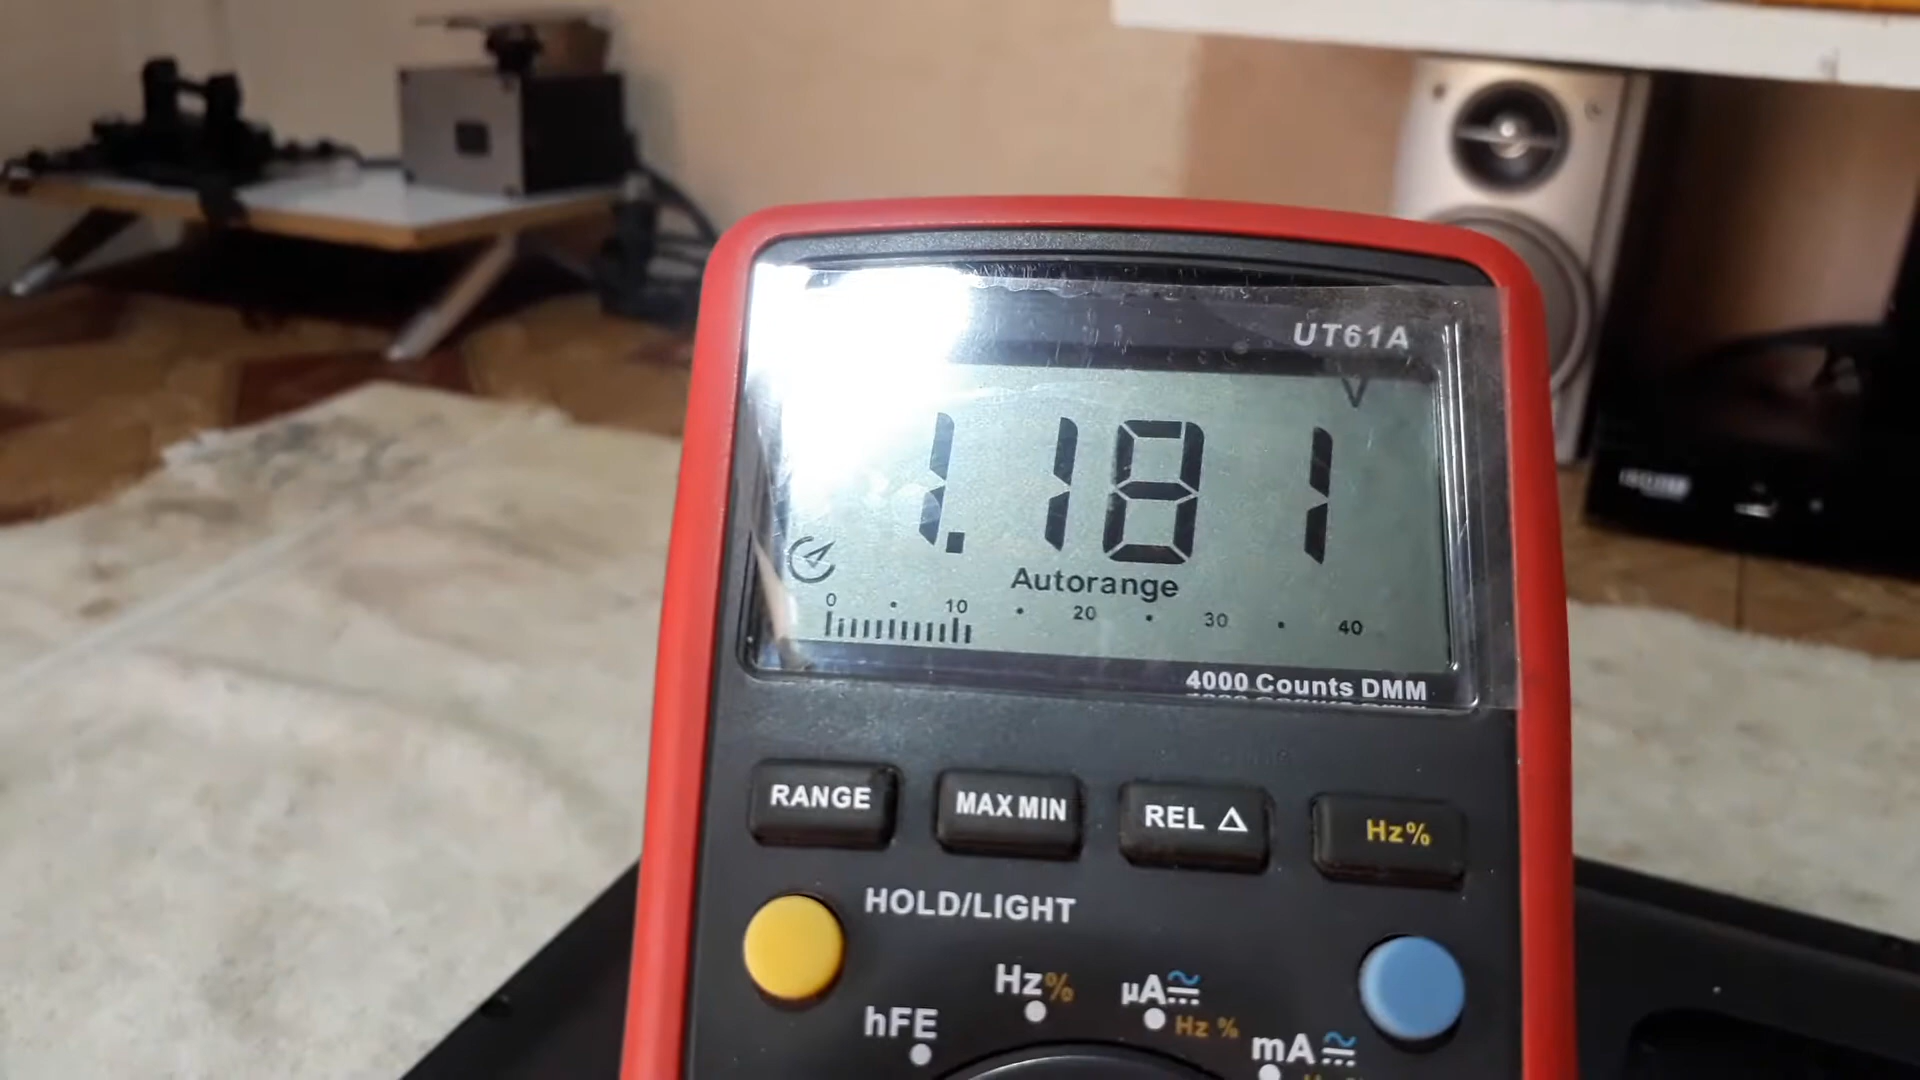 UT61A
V
1.181
Autorange
0 10 20 30 40
4000 Counts DMM
RANGE MAX MIN REL Δ Hz%
HOLD/LIGHT
Hz% µA
hFE Hz % mA